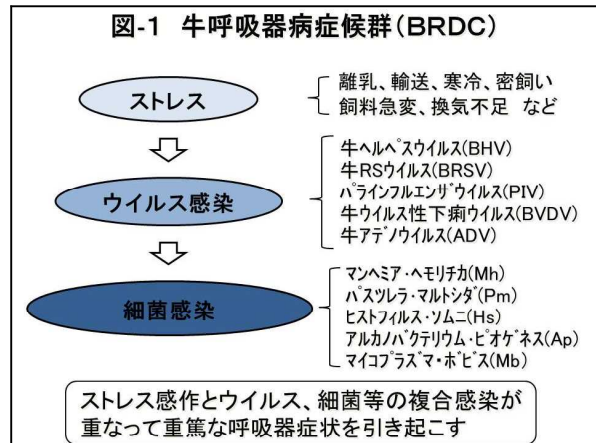 図-1 牛呼吸器病症候群(BRDC)
ストレス
離乳、輸送、寒冷、密飼い
飼料急変、換気不足 など
ウイルス感染
牛ヘルペスウイルス(BHV)
牛RSウイルス(BRSV)
パラインフルエンザウイルス(PIV)
牛ウイルス性下痢ウイルス(BVDV)
牛アデノウイルス(ADV)
細菌感染
マンヘミア・ヘモリチカ(Mh)
パスツレラ・マルトシダ(Pm)
ヒストフィルス・ソムニ(Hs)
アルカノバクテリウム・ピオゲネス(Ap)
マイコプラズマ・ボビス(Mb)
ストレス感作とウイルス、細菌等の複合感染が
重なって重篤な呼吸器症状を引き起こす